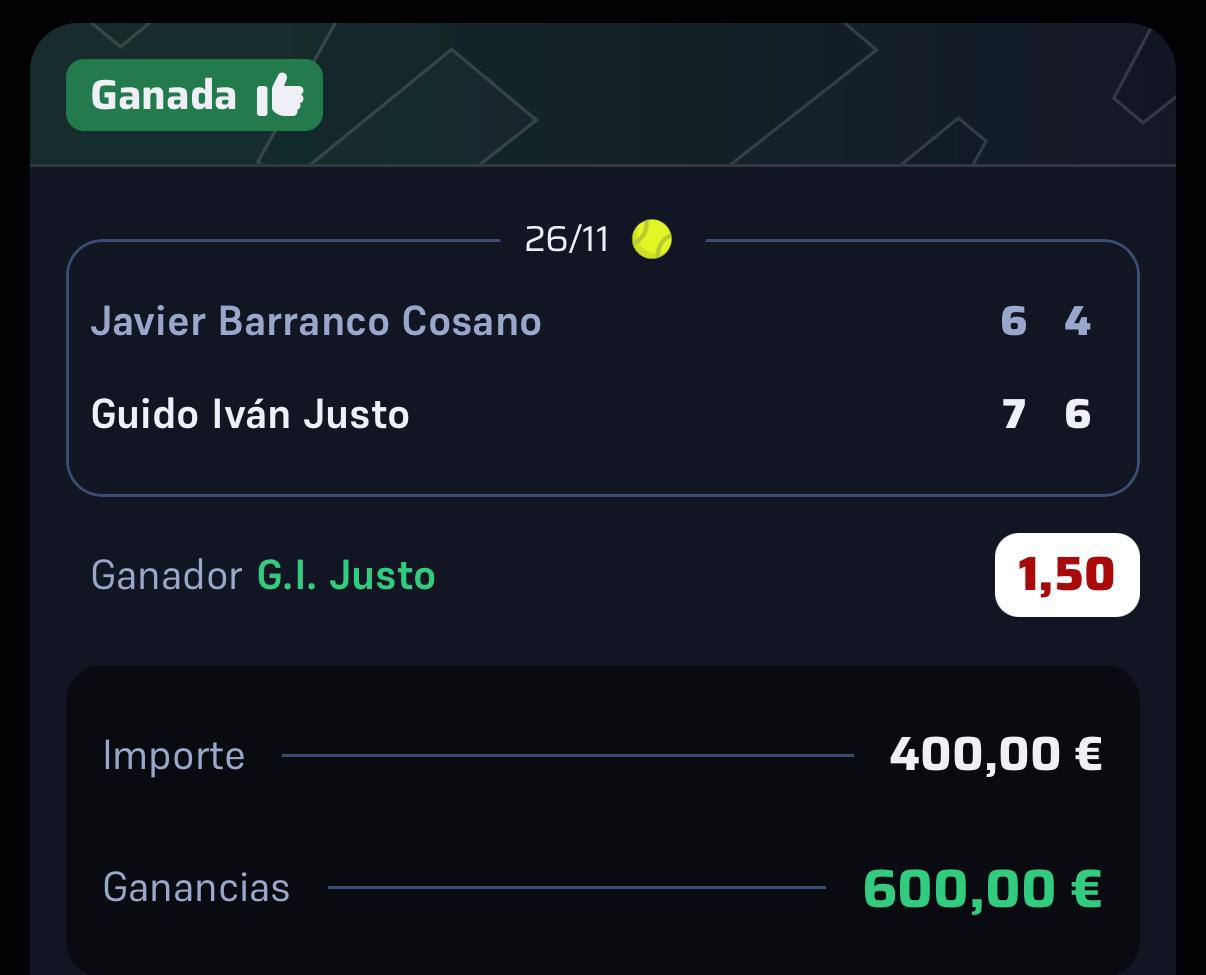 Ganada
26/11
Javier Barranco Cosano 6 4
Guido Iván Justo 7 6
Ganador G.I. Justo 1,50
Importe 400,00 €
Ganancias 600,00 €